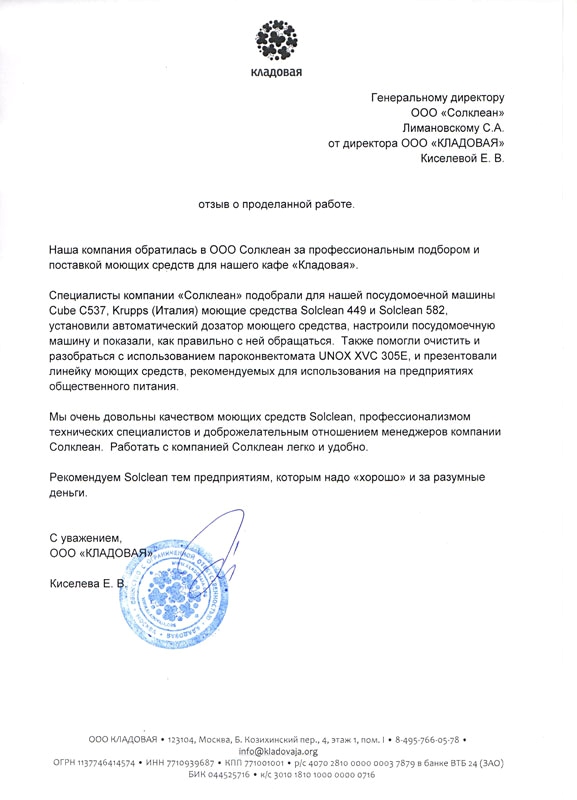 кладовая
Генеральному директору
ООО «Солклеан»
Лимановскому С.А.
от директора ООО «КЛАДОВАЯ»
Киселевой Е. В.
отзыв о проделанной работе.
Наша компания обратилась в ООО Солклеан за профессиональным подбором и
поставкой моющих средств для нашего кафе «Кладовая».
Специалисты компании «Солклеан» подобрали для нашей посудомоечной машины
Cube C537, Krupps (Италия) моющие средства Solclean 449 и Solclean 582,
установили автоматический дозатор моющего средства, настроили посудомоечную
машину и показали, как правильно с ней обращаться.  Также помогли очистить и
разобраться с использованием пароконвектомата UNOX XVC 305E, и презентовали
линейку моющих средств, рекомендуемых для использования на предприятиях
общественного питания.
Мы очень довольны качеством моющих средств Solclean, профессионализмом
технических специалистов и доброжелательным отношением менеджеров компании
Солклеан.  Работать с компанией Солклеан легко и удобно.
Рекомендуем Solclean тем предприятиям, которым надо «хорошо» и за разумные
деньги.
С уважением,
ООО «КЛАДОВАЯ»
Киселева Е. В.
ОГРАНИЧЕННОЙ ОТВЕТСТВЕННОСТЬЮ • КЛАДОВАЯ •
ООО КЛАДОВАЯ • 123104, Москва, Б. Козихинский пер., 4, этаж 1, пом. I • 8-495-766-05-78 •
info@kladovaja.org
ОГРН 1137746414574 • ИНН 7710939687 • КПП 771001001 • р/с 4070 2810 0000 0003 7879 в банке ВТБ 24 (ЗАО)
БИК 044525716 • к/с 3010 1810 1000 0000 0716